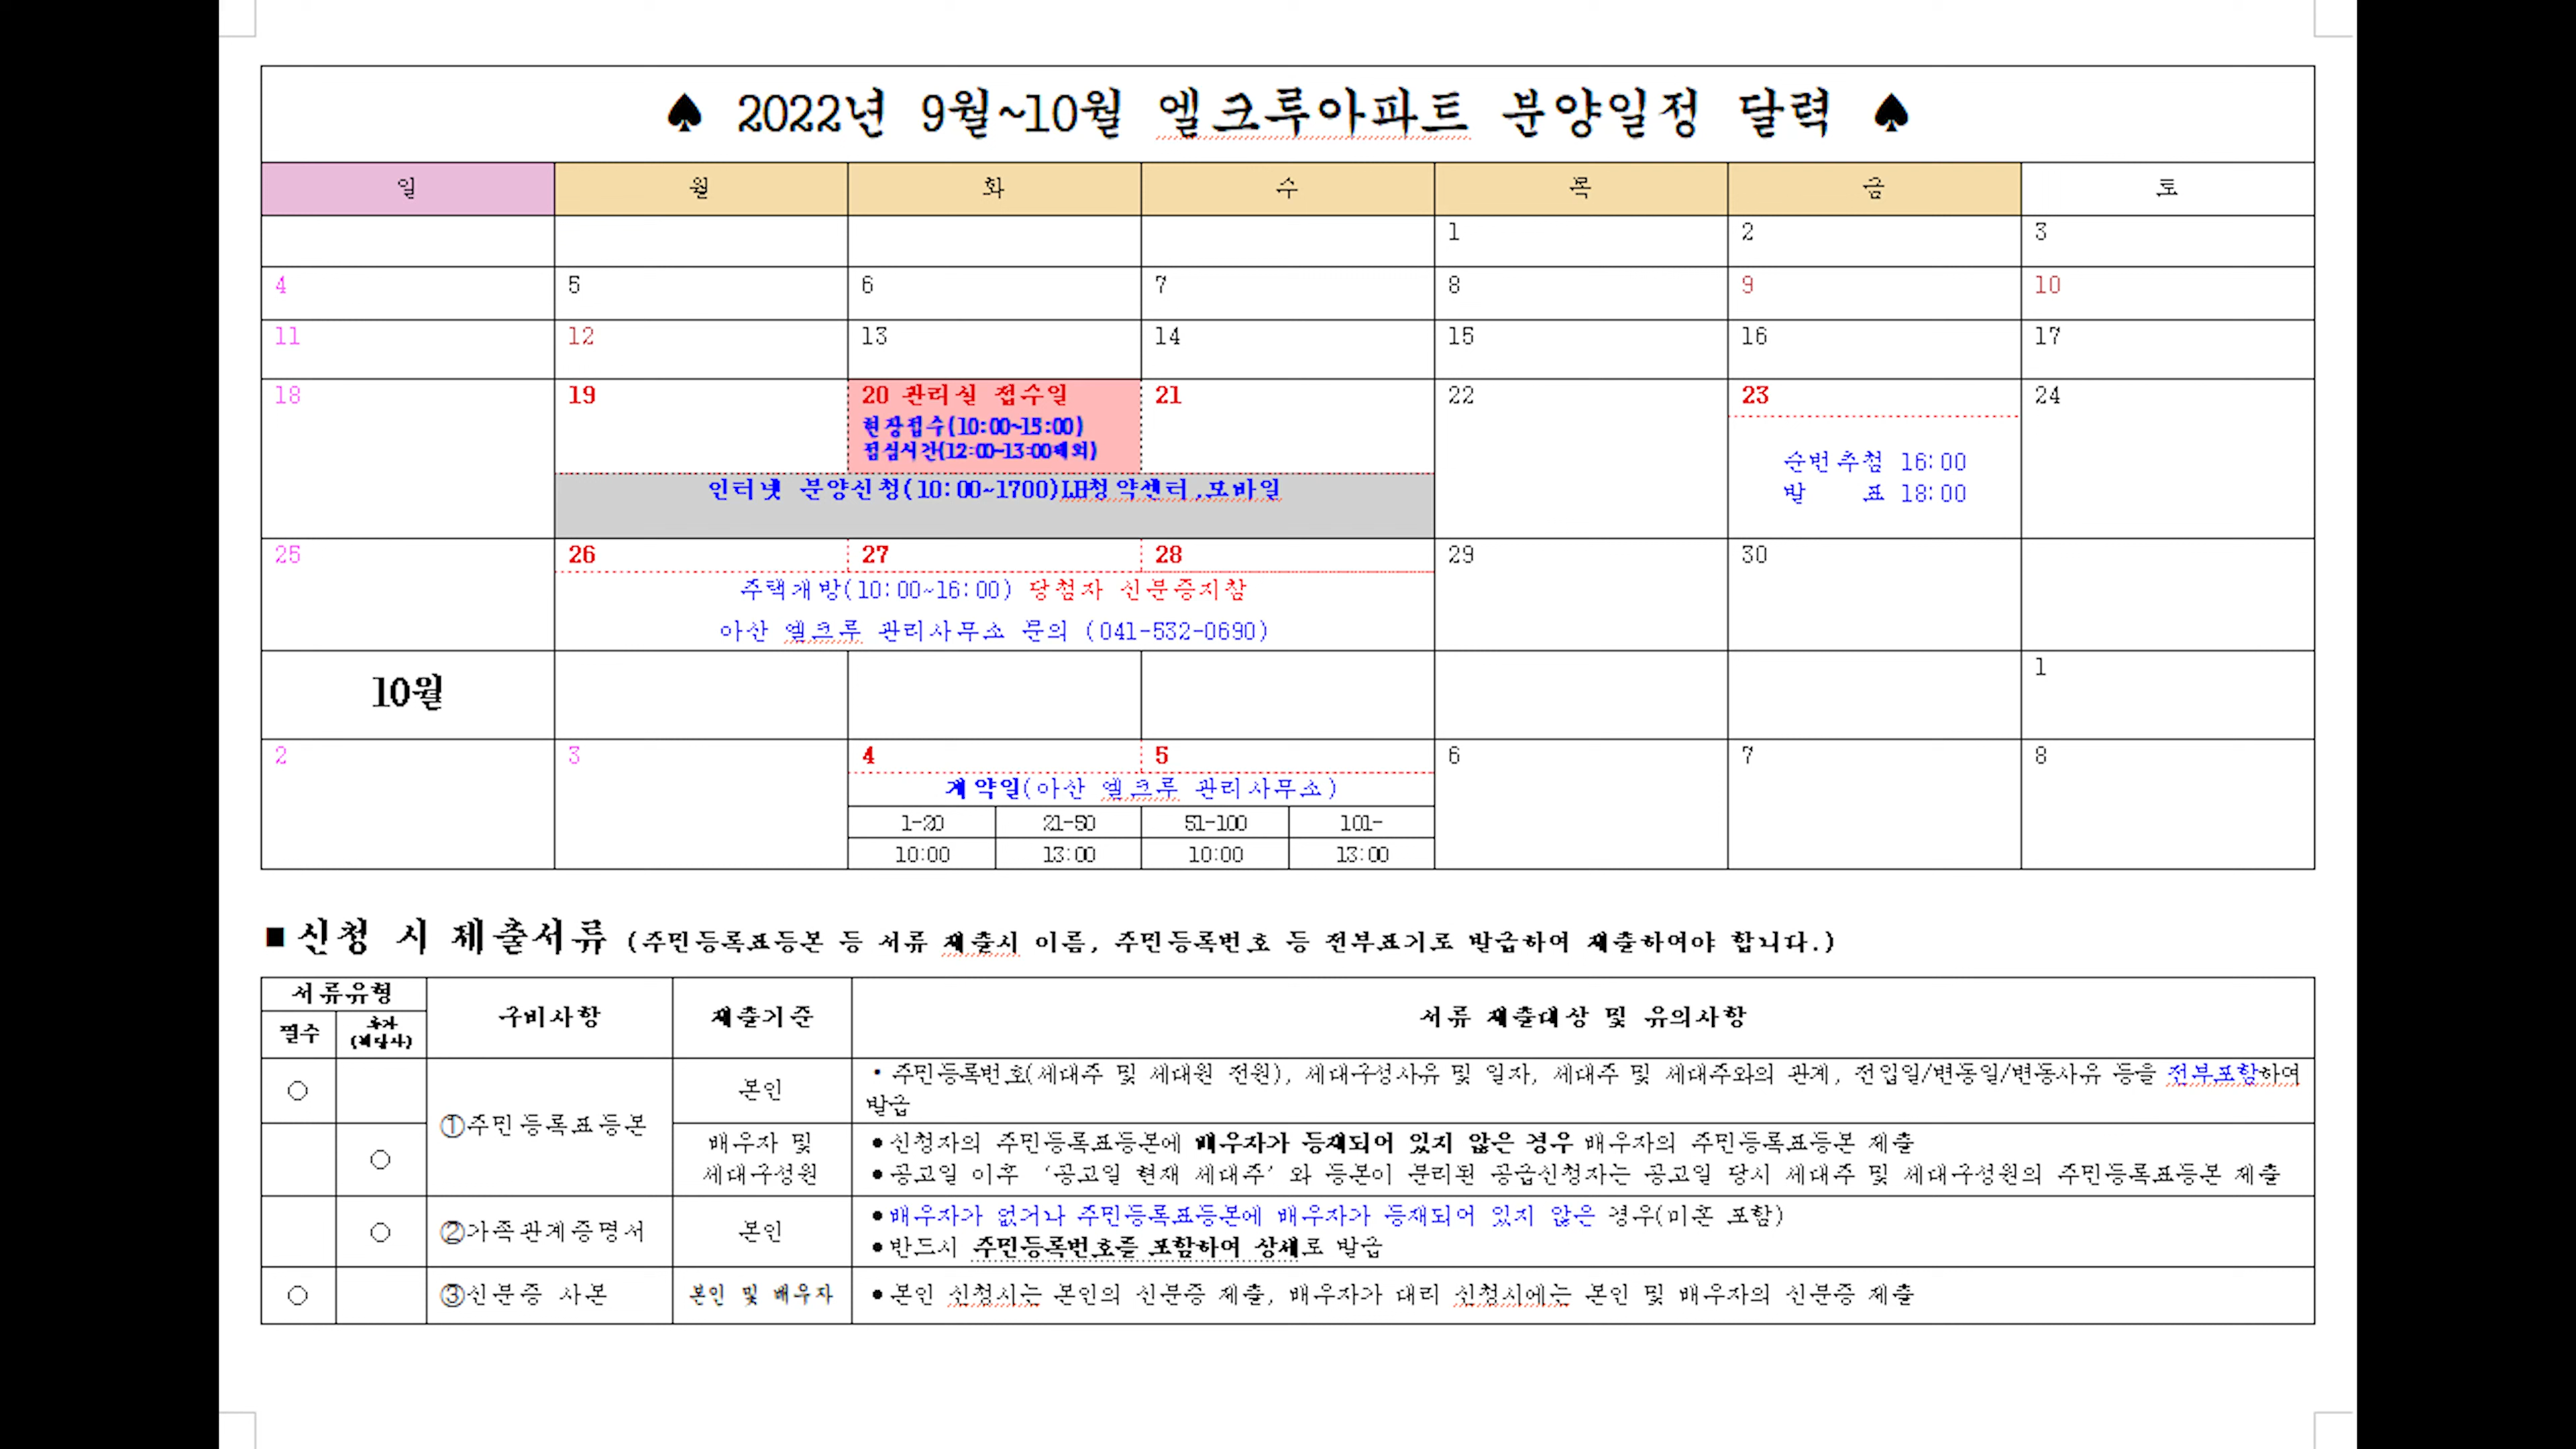 ♠ 2022년 9월~10월 엘크루아파트 분양일정 달력 ♠
일 월 화 수 목 금 토
1 2 3
4 5 6 7 8 9 10
11 12 13 14 15 16 17
18 19 20 관리실 접수일 21 22 23 24
현장접수(10:00~15:00)
점심시간(12:00~13:00제외)
인터넷 분양신청(10:00~1700)LH청약센터.모바일
순번추첨 16:00
발 표 18:00
25 26 27 28 29 30
주택개방(10:00~16:00) 당첨자 신분증지참
아산 엘크루 관리사무소 문의 (041-532-0690)
10월 1
2 3 4 5 6 7 8
계약일(아산 엘크루 관리사무소)
1-20 21-50 51-100 101-
10:00 13:00 10:00 13:00
■신청 시 제출서류 (주민등록표등본 등 서류 재출시 이름, 주민등록번호 등 전부표기로 발급하여 재출하여야 합니다.)
서류유형 구비사항 재출기준 서류 재출대상 및 유의사항
필수 추가
(해당자)
○ ①주민등록표등본 본인 • 주민등록번호(세대주 및 세대원 전원), 세대구성사유 및 일자, 세대주 및 세대주와의 관계, 전입일/변동일/변동사유 등을 전부포함하여
발급
○ 배우자 및
세대구성원
●신청자의 주민등록표등본에 배우자가 등재되어 있지 않은 경우 배우자의 주민등록표등본 제출
●공고일 이후 ‘공고일 현재 세대주’와 등본이 분리된 공급신청자는 공고일 당시 세대주 및 세대구성원의 주민등록표등본 제출
○ ②가족관계증명서 본인 ●배우자가 없거나 주민등록표등본에 배우자가 등재되어 있지 않은 경우(미혼 포함)
●반드시 주민등록번호를 포함하여 상세로 발급
○ ③신분증 사본 본인 및 배우자 ●본인 신청시는 본인의 신분증 제출, 배우자가 대리 신청시에는 본인 및 배우자의 신분증 제출